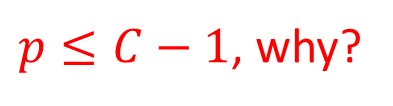 p ≤ C − 1, why?